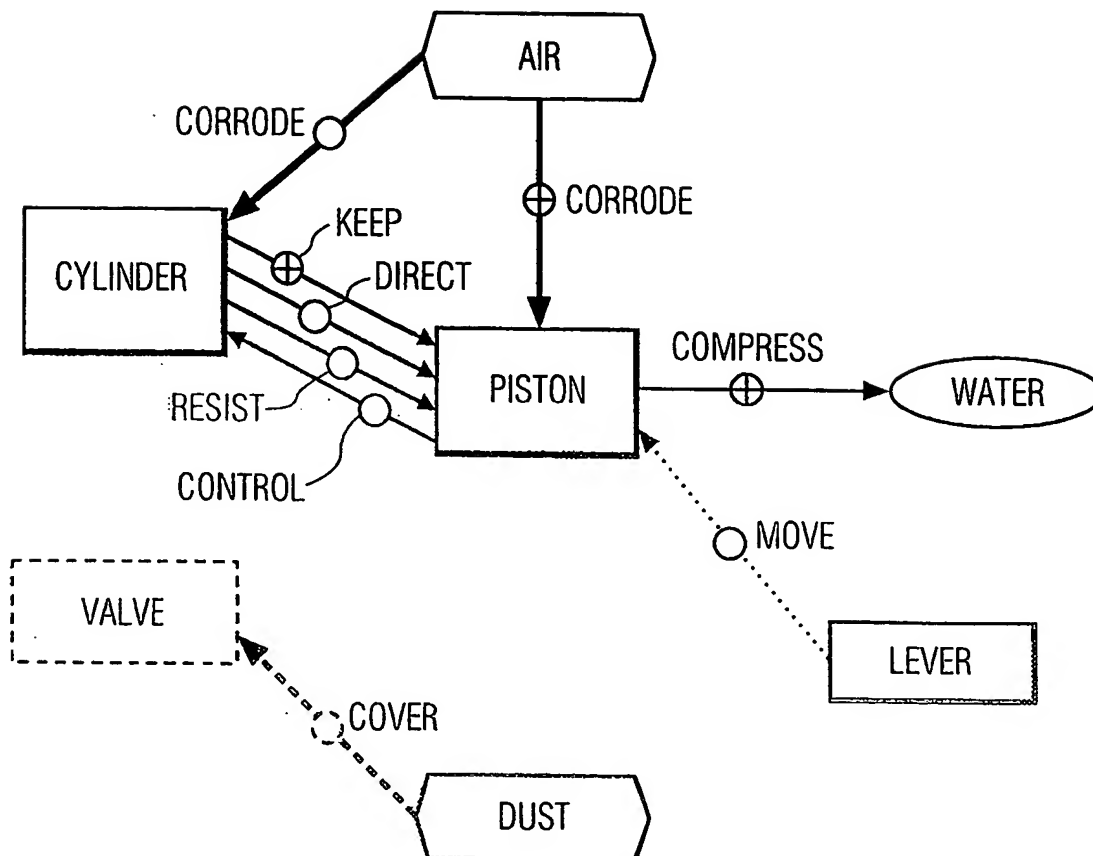 AIR
CORRODE
CORRODE
KEEP
CYLINDER
DIRECT
COMPRESS
PISTON
WATER
RESIST
CONTROL
MOVE
VALVE
LEVER
COVER
DUST